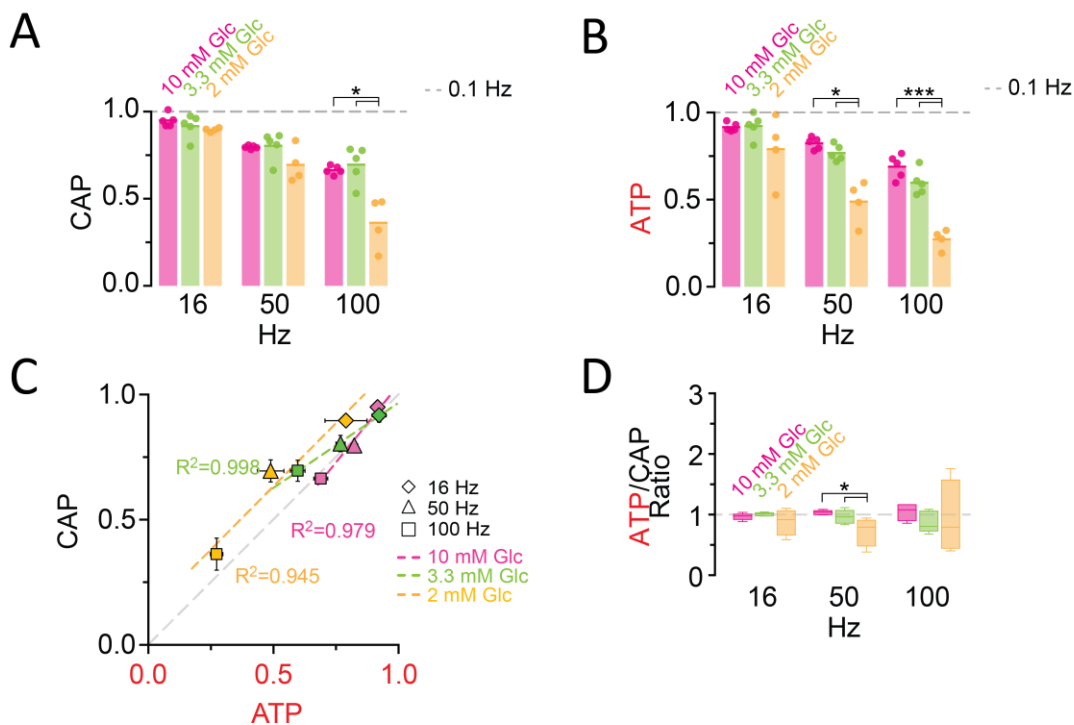 A
10 mM Glc
3.3 mM Glc
2 mM Glc
0.1 Hz
*
1.0
0.5
0.0
CAP
16
50
100
Hz
B
10 mM Glc
3.3 mM Glc
2 mM Glc
0.1 Hz
*
***
1.0
0.5
0.0
ATP
16
50
100
Hz
C
1.0
0.5
0.0
CAP
R²=0.998
R²=0.979
R²=0.945
16 Hz
50 Hz
100 Hz
10 mM Glc
3.3 mM Glc
2 mM Glc
0.0
0.5
1.0
ATP
D
3
2
1
0
ATP/CAP
Ratio
10 mM Glc
3.3 mM Glc
2 mM Glc
*
16
50
100
Hz